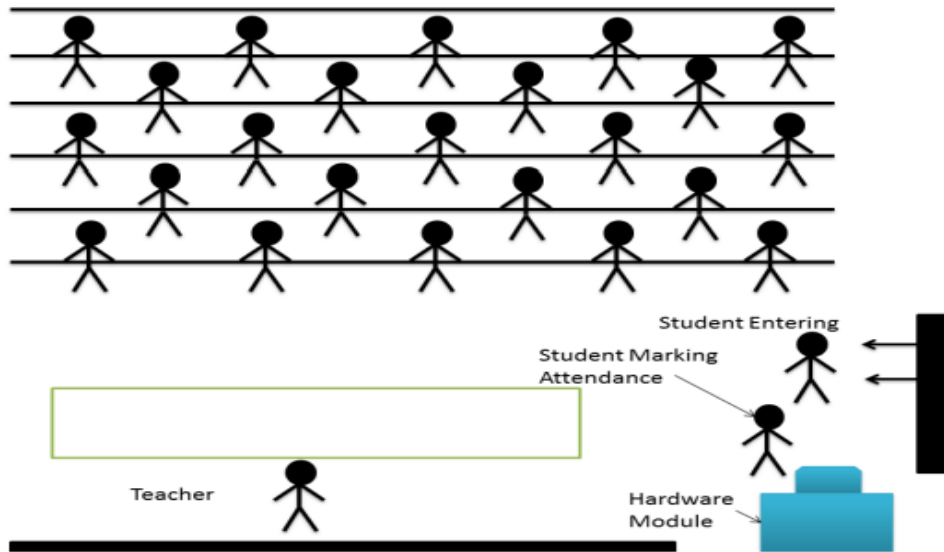 Student Entering
Student Marking
Attendance
Teacher
Hardware
Module